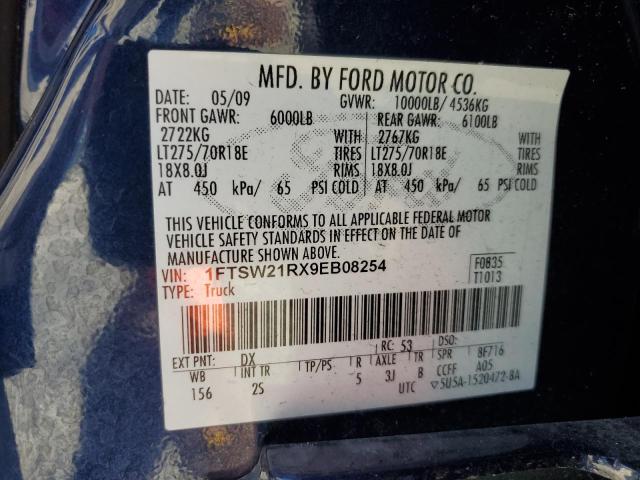 MFD. BY FORD MOTOR CO.
DATE: 05/09 GVWR: 10000LB/ 4536KG
FRONT GAWR: 6000LB REAR GAWR: 6100LB
2722KG WITH 2767KG WITH
LT275/70R18E TIRES LT275/70R18E TIRES
18X8.0J RIMS 18X8.0J RIMS
AT 450 kPa/ 65 PSI COLD AT 450 kPa/ 65 PSI COLD
THIS VEHICLE CONFORMS TO ALL APPLICABLE FEDERAL MOTOR
VEHICLE SAFETY STANDARDS IN EFFECT ON THE DATE OF
MANUFACTURE SHOWN ABOVE.
VIN: 1FTSW21RX9EB08254 F0835
TYPE: Truck T1013
EXT PNT: DX RC: 53 DSO:
WB INT TR TP/PS R AXLE TR SPR 8F716
156 2S 5 3J B CCFF A05
UTC ▽5U5A-1520472-BA